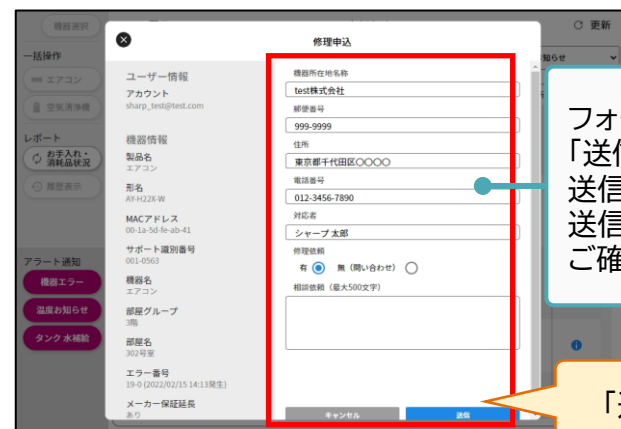 機器選択
更新
一括操作
エアコン
空気清浄機
レポート
お手入れ・
消耗品状況
履歴表示
アラート通知
機器エラー
温度お知らせ
タンク 水補給
修理申込
ユーザー情報
アカウント
sharp_test@test.com
機器情報
製品名
エアコン
形名
AY-H22X-W
MACアドレス
00-1a-5d-fe-ab-41
サポート識別番号
001-0563
機器名
エアコン
部屋グループ
3階
部屋名
302号室
エラー番号
19-0 (2022/02/15 14:13発生)
メーカー保証延長
あり
機器所在地名称
test株式会社
郵便番号
999-9999
住所
東京都千代田区〇〇〇〇
電話番号
012-3456-7890
対応者
シャープ 太郎
修理依頼
有 無（問い合わせ）
相談依頼（最大500文字）
キャンセル 送信
知らせ
フォ
「送信
送信
送信
ご確